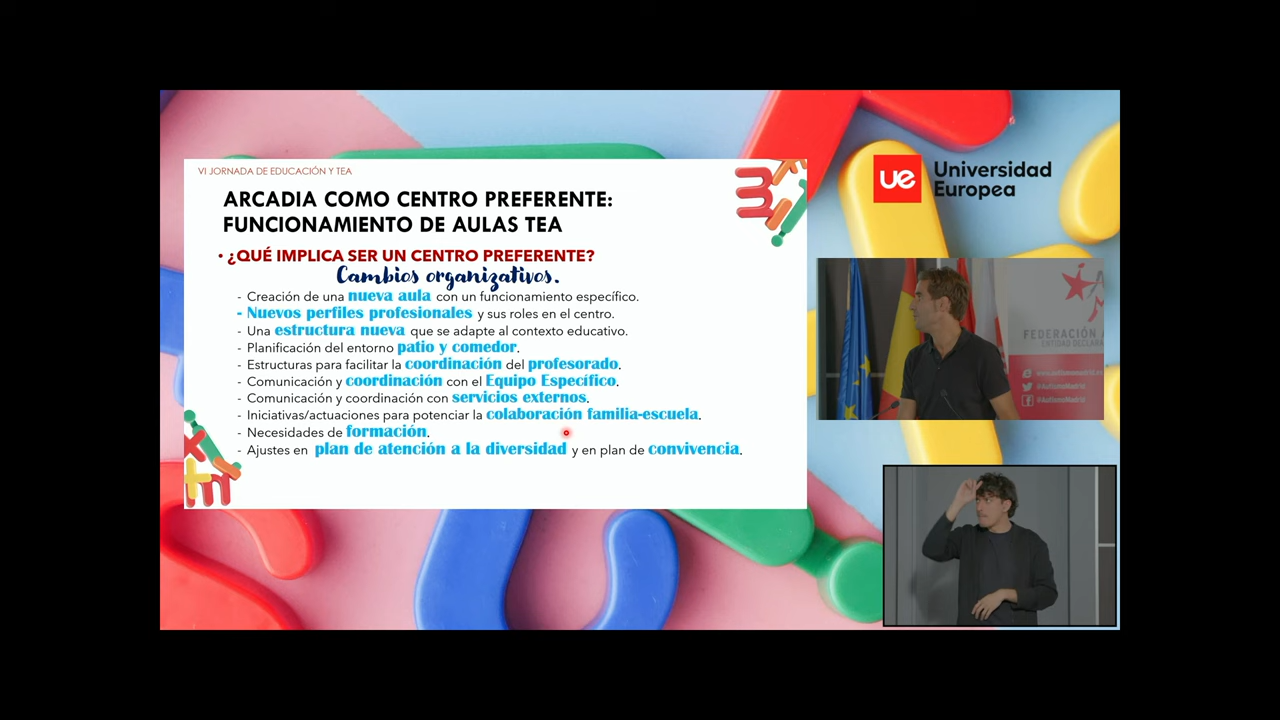 VI JORNADA DE EDUCACIÓN Y TEA
ARCADIA COMO CENTRO PREFERENTE:
FUNCIONAMIENTO DE AULAS TEA
• ¿QUÉ IMPLICA SER UN CENTRO PREFERENTE?
Cambios organizativos.
- Creación de una nueva aula con un funcionamiento específico.
- Nuevos perfiles profesionales y sus roles en el centro.
- Una estructura nueva que se adapte al contexto educativo.
- Planificación del entorno patio y comedor.
- Estructuras para facilitar la coordinación del profesorado.
- Comunicación y coordinación con el Equipo Específico.
- Comunicación y coordinación con servicios externos.
- Iniciativas/actuaciones para potenciar la colaboración familia-escuela.
- Necesidades de formación.
- Ajustes en plan de atención a la diversidad y en plan de convivencia.
ue Universidad
Europea
FEDERACIÓN
ENTIDAD
www.autismomadrid.es
@AutismoMadrid
@AutismoMadrid